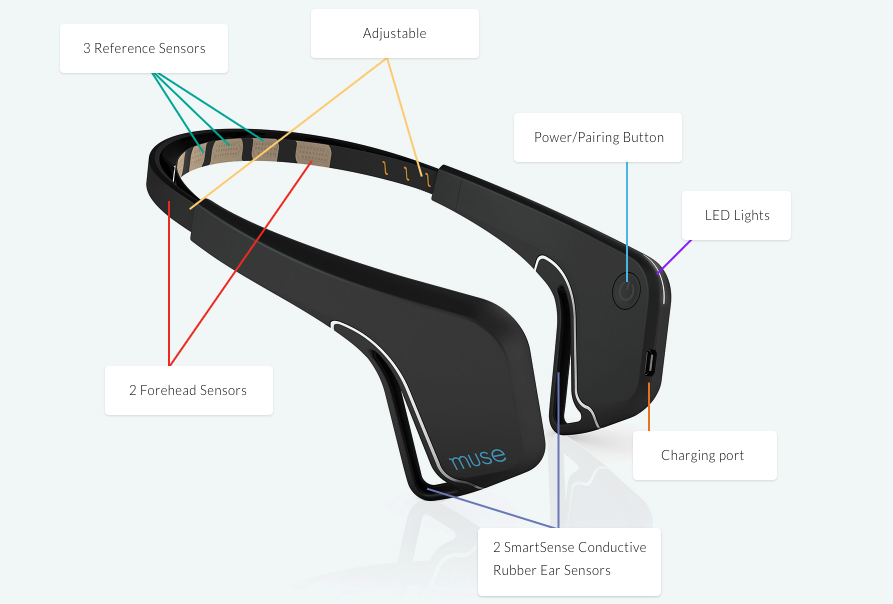 Adjustable
3 Reference Sensors
Power/Pairing Button
LED Lights
2 Forehead Sensors
muse
Charging port
2 SmartSense Conductive
Rubber Ear Sensors